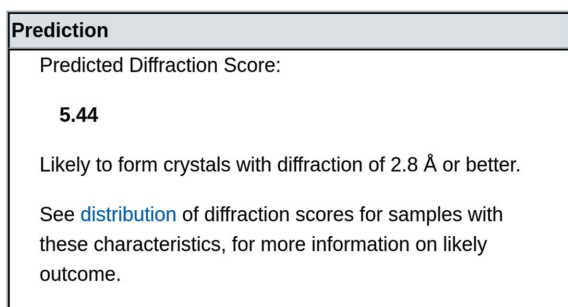 Prediction
Predicted Diffraction Score:
5.44
Likely to form crystals with diffraction of 2.8 Å or better.
See distribution of diffraction scores for samples with
these characteristics, for more information on likely
outcome.